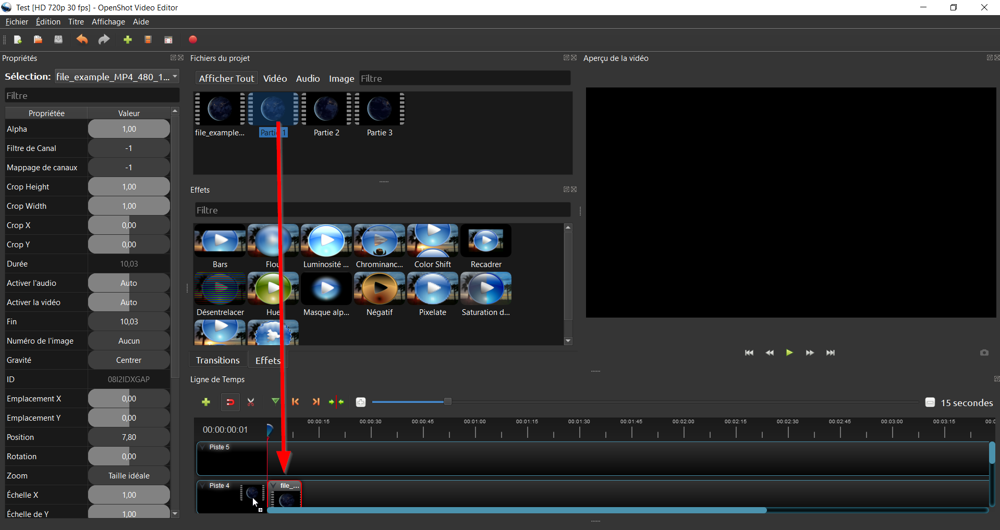 Test [HD 720p 30 fps] - OpenShot Video Editor
Fichier Édition Titre Affichage Aide
Propriétés
Sélection: file_example_MP4_480_1...
Filtre
Propriétée Valeur
Alpha 1,00
Filtre de Canal -1
Mappage de canaux -1
Crop Height 1,00
Crop Width 1,00
Crop X 0,00
Crop Y 0,00
Durée 10,03
Activer l'audio Auto
Activer la vidéo Auto
Fin 10,03
Numéro de l'image Aucun
Gravité Centrer
ID 08I2IDXGAP
Emplacement X 0,00
Emplacement Y 0,00
Position 7,80
Rotation 0,00
Zoom Taille idéale
Échelle X 1,00
Échelle de Y 1,00
Fichiers du projet
Afficher Tout Vidéo Audio Image Filtre
file_example... Partie 1 Partie 2 Partie 3
Effets
Filtre
Bars Flou Luminosité ... Chrominanc... Color Shift Recadrer
Désentrelacer Hue Masque alp... Négatif Pixelate Saturation d...
Transitions Effets
Aperçu de la vidéo
Ligne de Temps
15 secondes
00:00:00:01
00:00:15 00:00:30 00:00:45 00:01:00 00:01:15 00:01:30 00:01:45 00:02:00 00:02:15 00:02:30 00:02:45 00:03:00 00:03:15 00:0
Piste 5
Piste 4 file_...